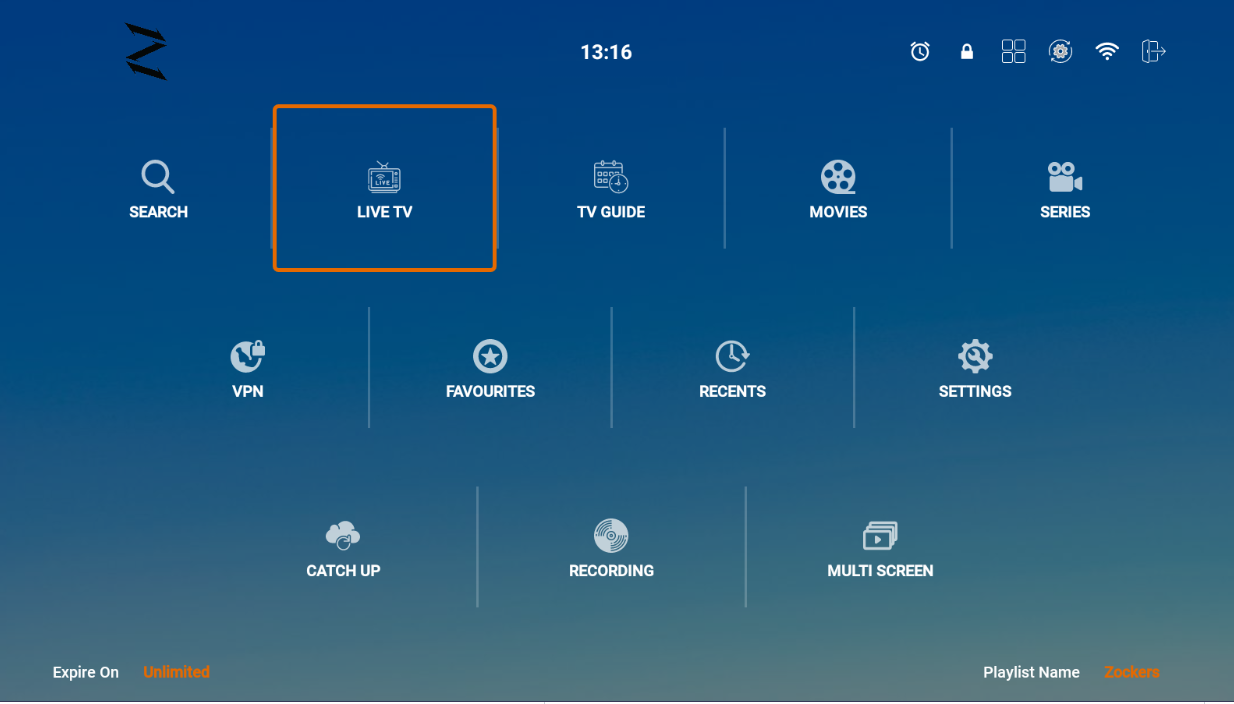 13:16
SEARCH
LIVE
LIVE TV
TV GUIDE
MOVIES
SERIES
VPN
FAVOURITES
RECENTS
SETTINGS
CATCH UP
RECORDING
MULTI SCREEN
Expire On Unlimited
Playlist Name Zockers